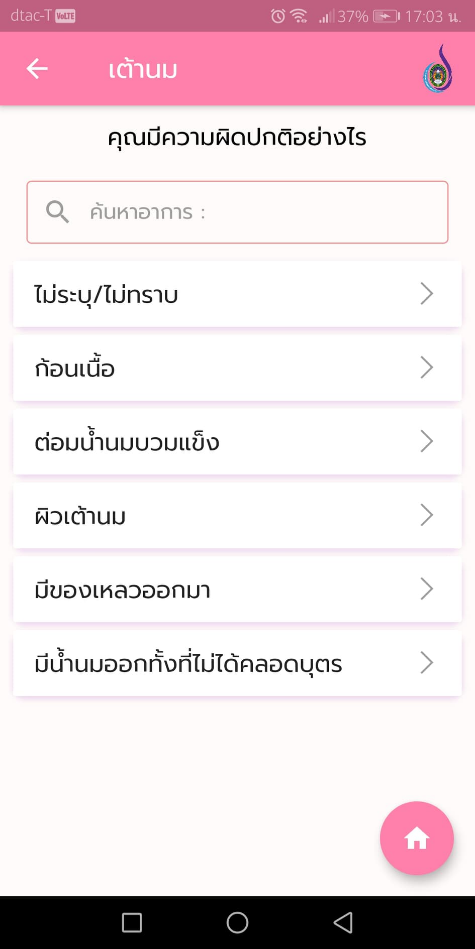 dtac-T VoLTE 37% 17:03 น.
เต้านม
คุณมีความผิดปกติอย่างไร
ค้นหาอาการ :
ไม่ระบุ/ไม่ทราบ
ก้อนเนื้อ
ต่อมน้ำนมบวมแข็ง
ผิวเต้านม
มีของเหลวออกมา
มีน้ำนมออกทั้งที่ไม่ได้คลอดบุตร